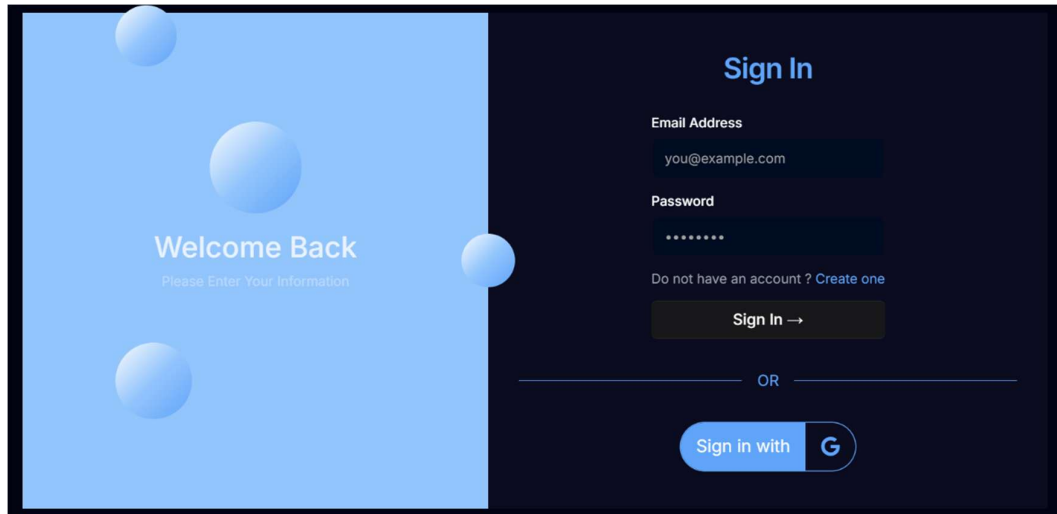 Welcome Back
Please Enter Your Information
Sign In
Email Address
you@example.com
Password
••••••••
Do not have an account ? Create one
Sign In →
OR
Sign in with G